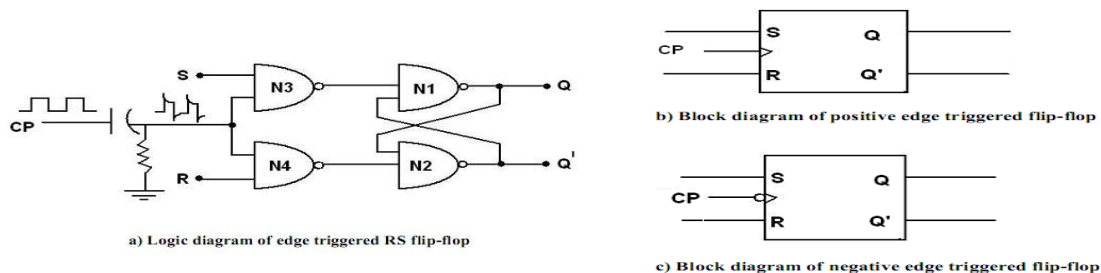 S
N3
N1
Q
CP
N4
N2
Q'
R
a) Logic diagram of edge triggered RS flip-flop
S
Q
CP
R
Q'
b) Block diagram of positive edge triggered flip-flop
S
Q
CP
R
Q'
c) Block diagram of negative edge triggered flip-flop